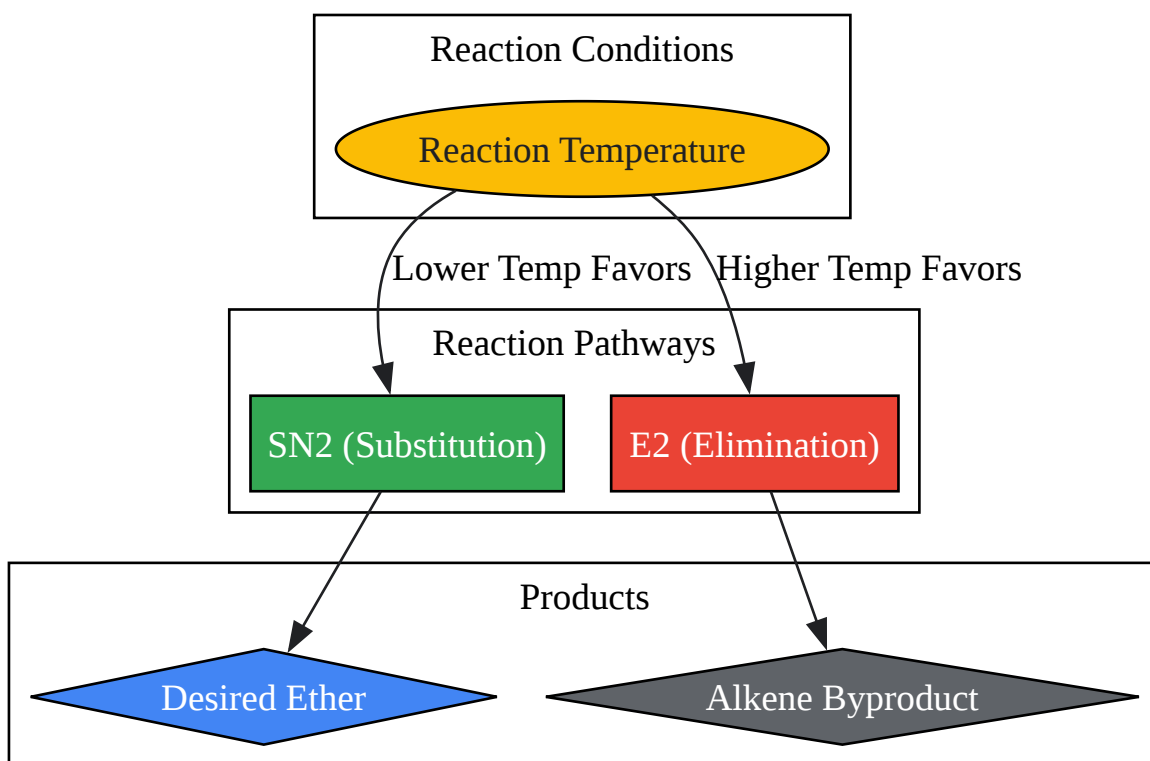 Reaction Conditions
Reaction Temperature
Lower Temp Favors
Higher Temp Favors
Reaction Pathways
SN2 (Substitution)
E2 (Elimination)
Products
Desired Ether
Alkene Byproduct